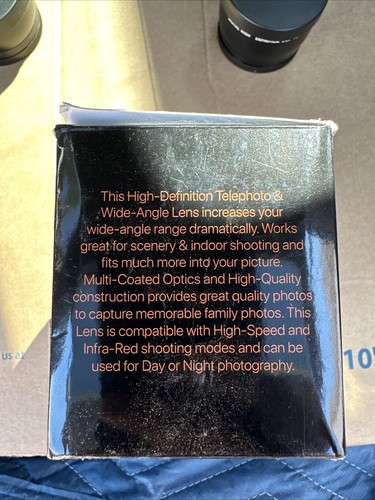 This High-Definition Telephoto &
Wide-Angle Lens increases your
wide-angle range dramatically. Works
great for scenery & indoor shooting and
fits much more into your picture.
Multi-Coated Optics and High-Quality
construction provides great quality photos
to capture memorable family photos. This
Lens is compatible with High-Speed and
Infra-Red shooting modes and can be
used for Day or Night photography.
us at
10